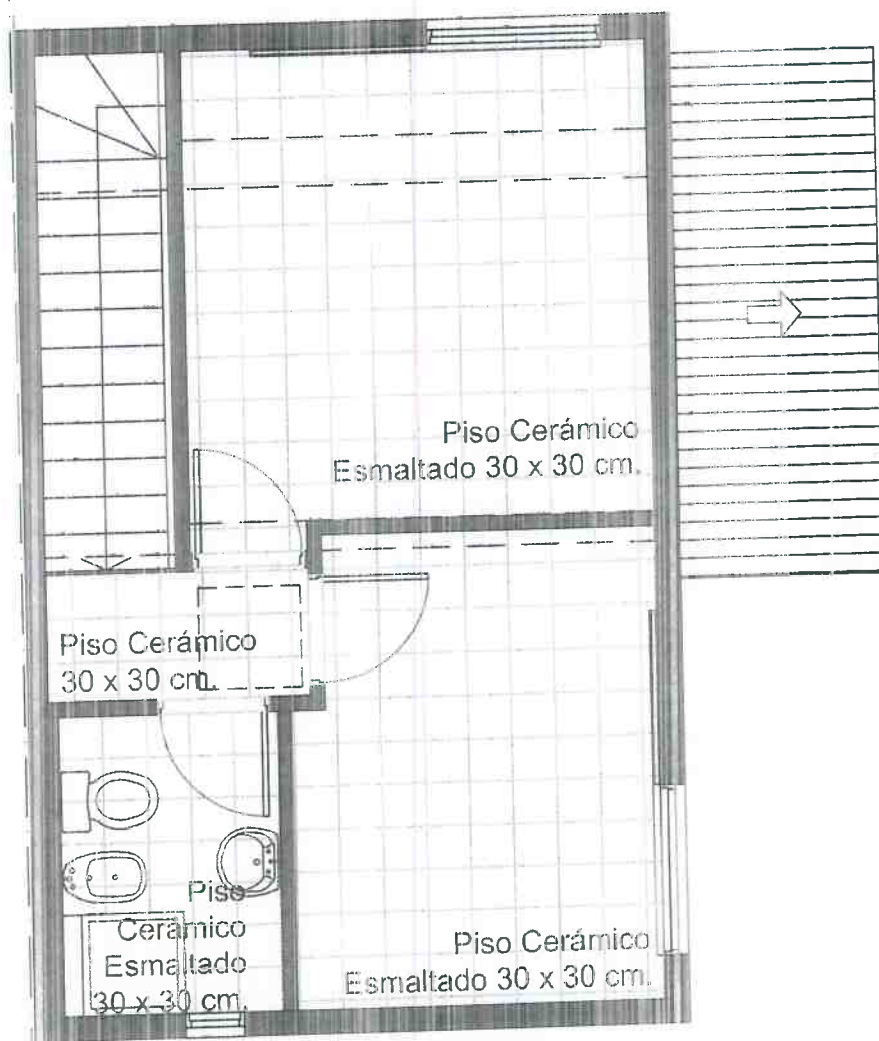 Piso Cerámico
Esmaltado 30 x 30 cm.
Piso Cerámico
30 x 30 cm.
Piso
Cerámico
Esmaltado
30 x 30 cm.
Piso Cerámico
Esmaltado 30 x 30 cm.